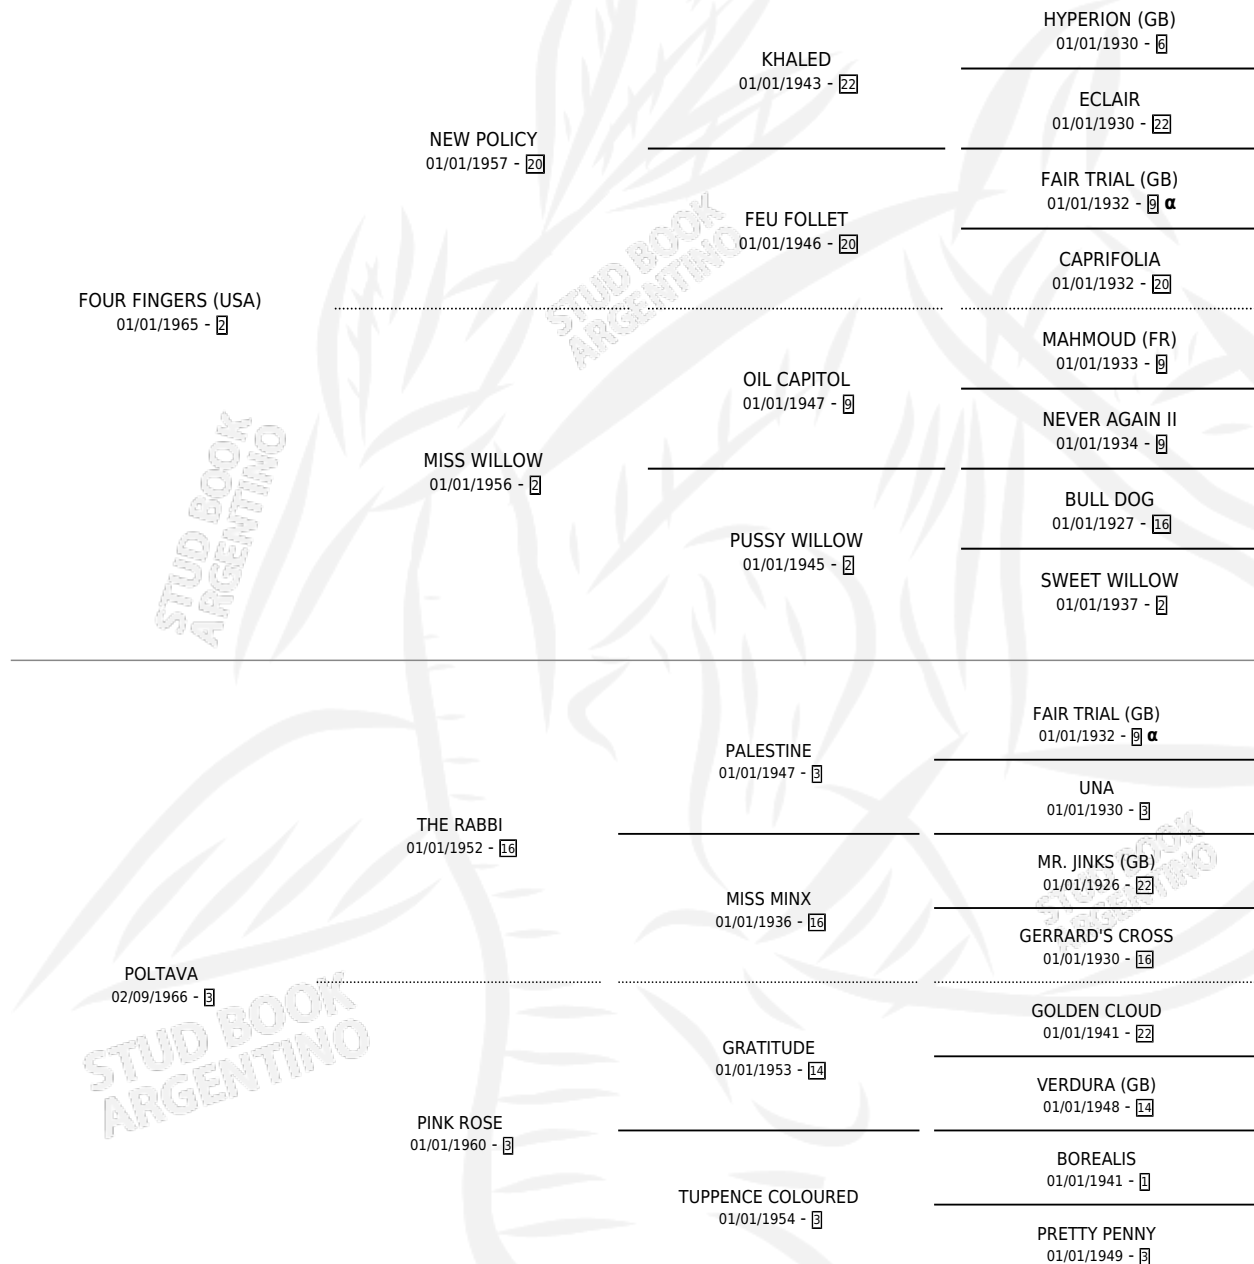 FOUR FINGERS (USA)
01/01/1965 - 2
NEW POLICY
01/01/1957 - 20
KHALED
01/01/1943 - 22
HYPERION (GB)
01/01/1930 - 6
ECLAIR
01/01/1930 - 22
FEU FOLLET
01/01/1946 - 20
FAIR TRIAL (GB)
01/01/1932 - 9 α
CAPRIFOLIA
01/01/1932 - 20
MISS WILLOW
01/01/1956 - 2
OIL CAPITOL
01/01/1947 - 9
MAHMOUD (FR)
01/01/1933 - 9
NEVER AGAIN II
01/01/1934 - 9
PUSSY WILLOW
01/01/1945 - 2
BULL DOG
01/01/1927 - 16
SWEET WILLOW
01/01/1937 - 2
POLTAVA
02/09/1966 - 3
THE RABBI
01/01/1952 - 16
PALESTINE
01/01/1947 - 3
FAIR TRIAL (GB)
01/01/1932 - 9 α
UNA
01/01/1930 - 3
MISS MINX
01/01/1936 - 16
MR. JINKS (GB)
01/01/1926 - 22
GERRARD'S CROSS
01/01/1930 - 16
PINK ROSE
01/01/1960 - 3
GRATITUDE
01/01/1953 - 14
GOLDEN CLOUD
01/01/1941 - 22
VERDURA (GB)
01/01/1948 - 14
TUPPENCE COLOURED
01/01/1954 - 3
BOREALIS
01/01/1941 - 1
PRETTY PENNY
01/01/1949 - 3
STUD BOOK
ARGENTINO
STUD BOOK
ARGENTINO
STUD BOOK
ARGENTINO
STUD BOOK
ARGENTINO